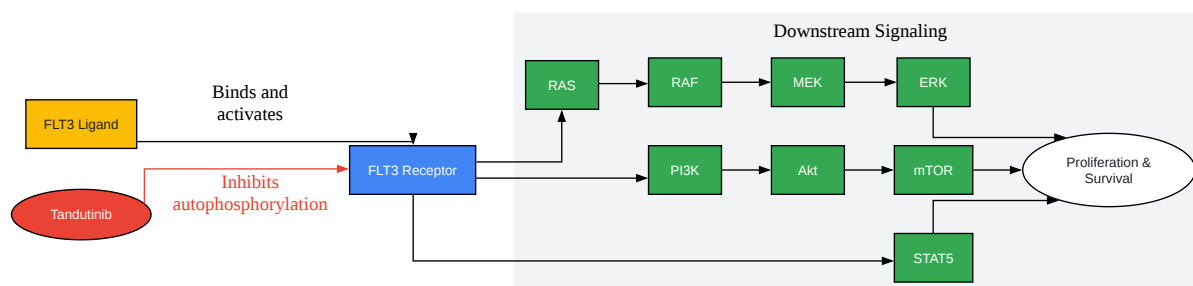 Downstream Signaling
RAS
RAF
MEK
ERK
Binds and
activates
FLT3 Ligand
FLT3 Receptor
PI3K
Akt
mTOR
Proliferation &
Survival
Inhibits
autophosphorylation
Tandutinib
STAT5